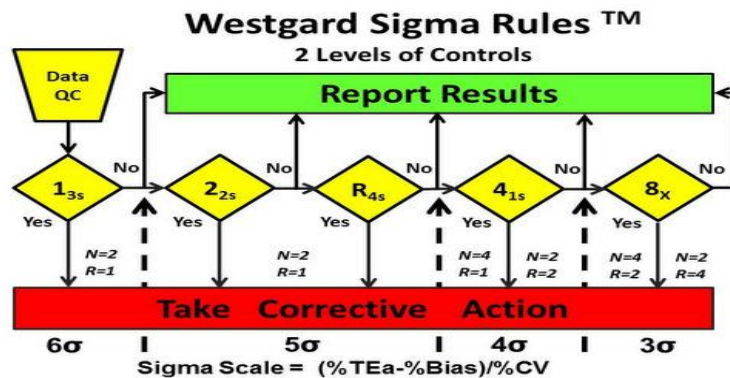 Westgard Sigma Rules ™
2 Levels of Controls
Data
QC
Report Results
No No No No No
1₃ₛ 2₂ₛ R₄ₛ 4₁ₛ 8ₓ
Yes Yes Yes Yes Yes
N=2 N=2 N=4 N=2 N=4 N=2
R=1 R=1 R=1 R=2 R=2 R=4
Take Corrective Action
6σ 5σ 4σ 3σ
Sigma Scale = (%TEa-%Bias)/%CV